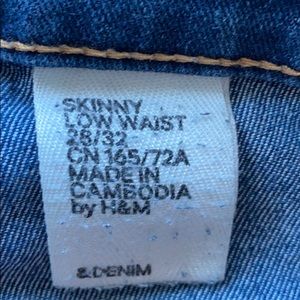 SKINNY
LOW WAIST
28/32
CN 165/72A
MADE IN
CAMBODIA
by H&M
& DENIM